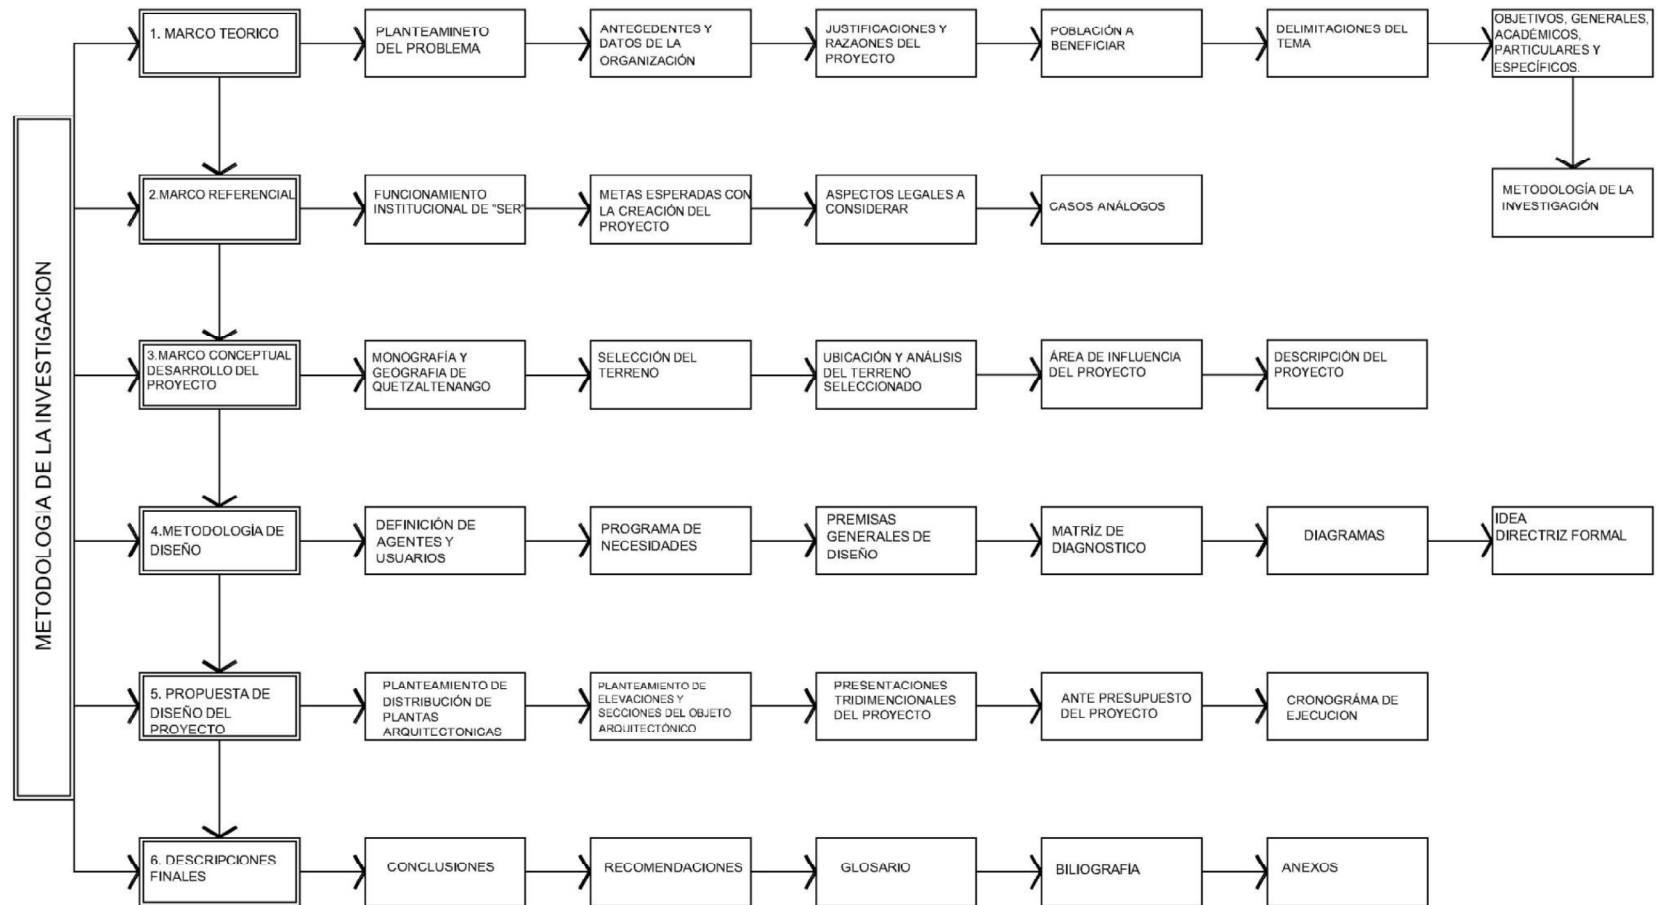 METODOLOGIA DE LA INVESTIGACION
1. MARCO TEÓRICO
PLANTEAMINETO
DEL PROBLEMA
ANTECEDENTES Y
DATOS DE LA
ORGANIZACIÓN
JUSTIFICACIONES Y
RAZAONES DEL
PROYECTO
POBLACIÓN A
BENEFICIAR
DELIMITACIONES DEL
TEMA
OBJETIVOS, GENERALES,
ACADÉMICOS,
PARTICULARES Y
ESPECÍFICOS.
METODOLOGÍA DE LA
INVESTIGACIÓN
2.MARCO REFERENCIAL
FUNCIONAMIENTO
INSTITUCIONAL DE "SER"
METAS ESPERADAS CON
LA CREACIÓN DEL
PROYECTO
ASPECTOS LEGALES A
CONSIDERAR
CASOS ANÁLOGOS
3.MARCO CONCEPTUAL
DESARROLLO DEL
PROYECTO
MONOGRAFÍA Y
GEOGRAFIA DE
QUETZALTENANGO
SELECCIÓN DEL
TERRENO
UBICACIÓN Y ANÁLISIS
DEL TERRENO
SELECCIONADO
ÁREA DE INFLUENCIA
DEL PROYECTO
DESCRIPCIÓN DEL
PROYECTO
4.METODOLOGÍA DE
DISEÑO
DEFINICIÓN DE
AGENTES Y
USUARIOS
PROGRAMA DE
NECESIDADES
PREMISAS
GENERALES DE
DISEÑO
MATRÍZ DE
DIAGNOSTICO
DIAGRAMAS
IDEA
DIRECTRIZ FORMAL
5. PROPUESTA DE
DISEÑO DEL
PROYECTO
PLANTEAMIENTO DE
DISTRIBUCIÓN DE
PLANTAS
ARQUITECTONICAS
PLANTEAMIENTO DE
ELEVACIONES Y
SECCIONES DEL OBJETO
ARQUITECTÓNICO
PRESENTACIONES
TRIDIMENCIONALES
DEL PROYECTO
ANTE PRESUPUESTO
DEL PROYECTO
CRONOGRÁMA DE
EJECUCION
6. DESCRIPCIONES
FINALES
CONCLUSIONES
RECOMENDACIONES
GLOSARIO
BILIOGRAFÍA
ANEXOS